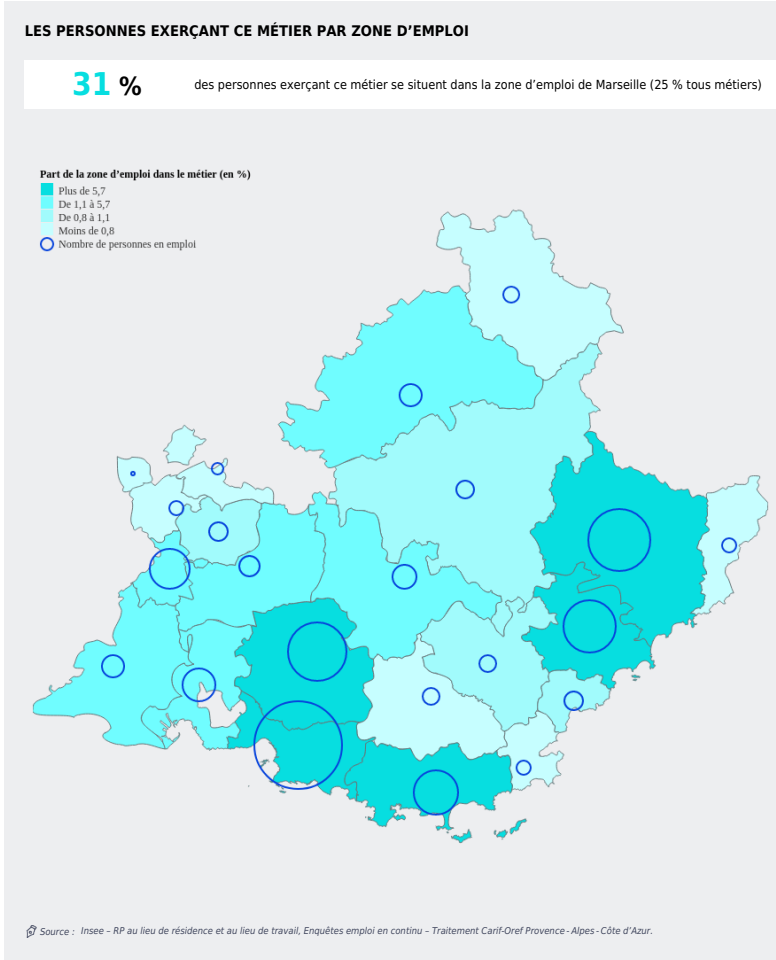 LES PERSONNES EXERÇANT CE MÉTIER PAR ZONE D’EMPLOI
31 % des personnes exerçant ce métier se situent dans la zone d’emploi de Marseille (25 % tous métiers)
Part de la zone d’emploi dans le métier (en %)
Plus de 5,7
De 1,1 à 5,7
De 0,8 à 1,1
Moins de 0,8
Nombre de personnes en emploi
Source : Insee – RP au lieu de résidence et au lieu de travail, Enquêtes emploi en continu – Traitement Carif-Oref Provence - Alpes - Côte d’Azur.